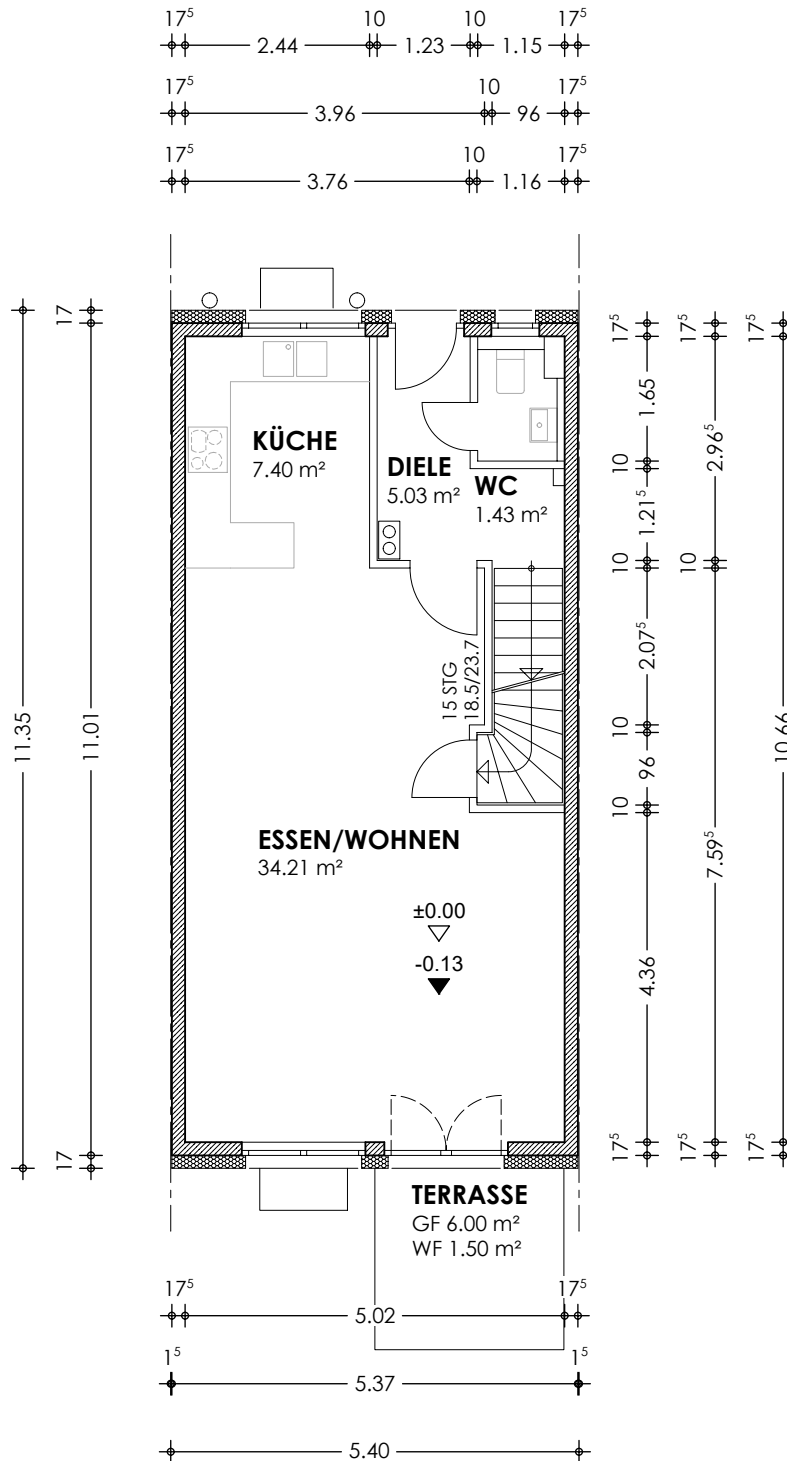 17⁵ 10 10 17⁵
2.44 1.23 1.15
17⁵ 10 17⁵
3.96 96
17⁵ 10 17⁵
3.76 1.16
17
11.35
11.01
17
KÜCHE
7.40 m²
DIELE
5.03 m²
WC
1.43 m²
15 STG
18.5/23.7
ESSEN/WOHNEN
34.21 m²
±0.00
-0.13
17⁵
1.65
10
1.21⁵
10
2.07⁵
10
96
10
4.36
17⁵
17⁵
2.96⁵
10
7.59⁵
17⁵
17⁵
10.66
17⁵
TERRASSE
GF 6.00 m²
WF 1.50 m²
17⁵ 17⁵
5.02
1⁵ 1⁵
5.37
5.40